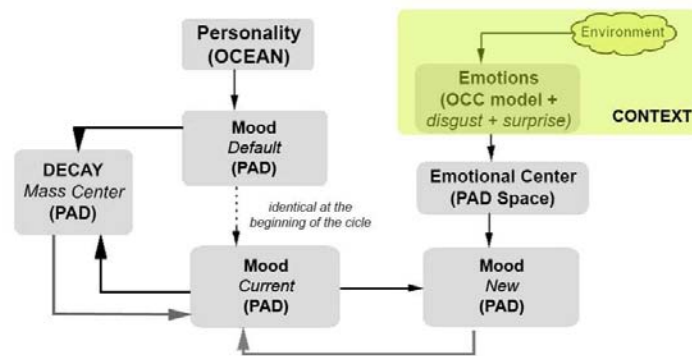 Personality
(OCEAN)
Environment
Emotions
(OCC model +
disgust + surprise)
CONTEXT
Mood
Default
(PAD)
DECAY
Mass Center
(PAD)
Emotional Center
(PAD Space)
identical at the
beginning of the cicle
Mood
Current
(PAD)
Mood
New
(PAD)